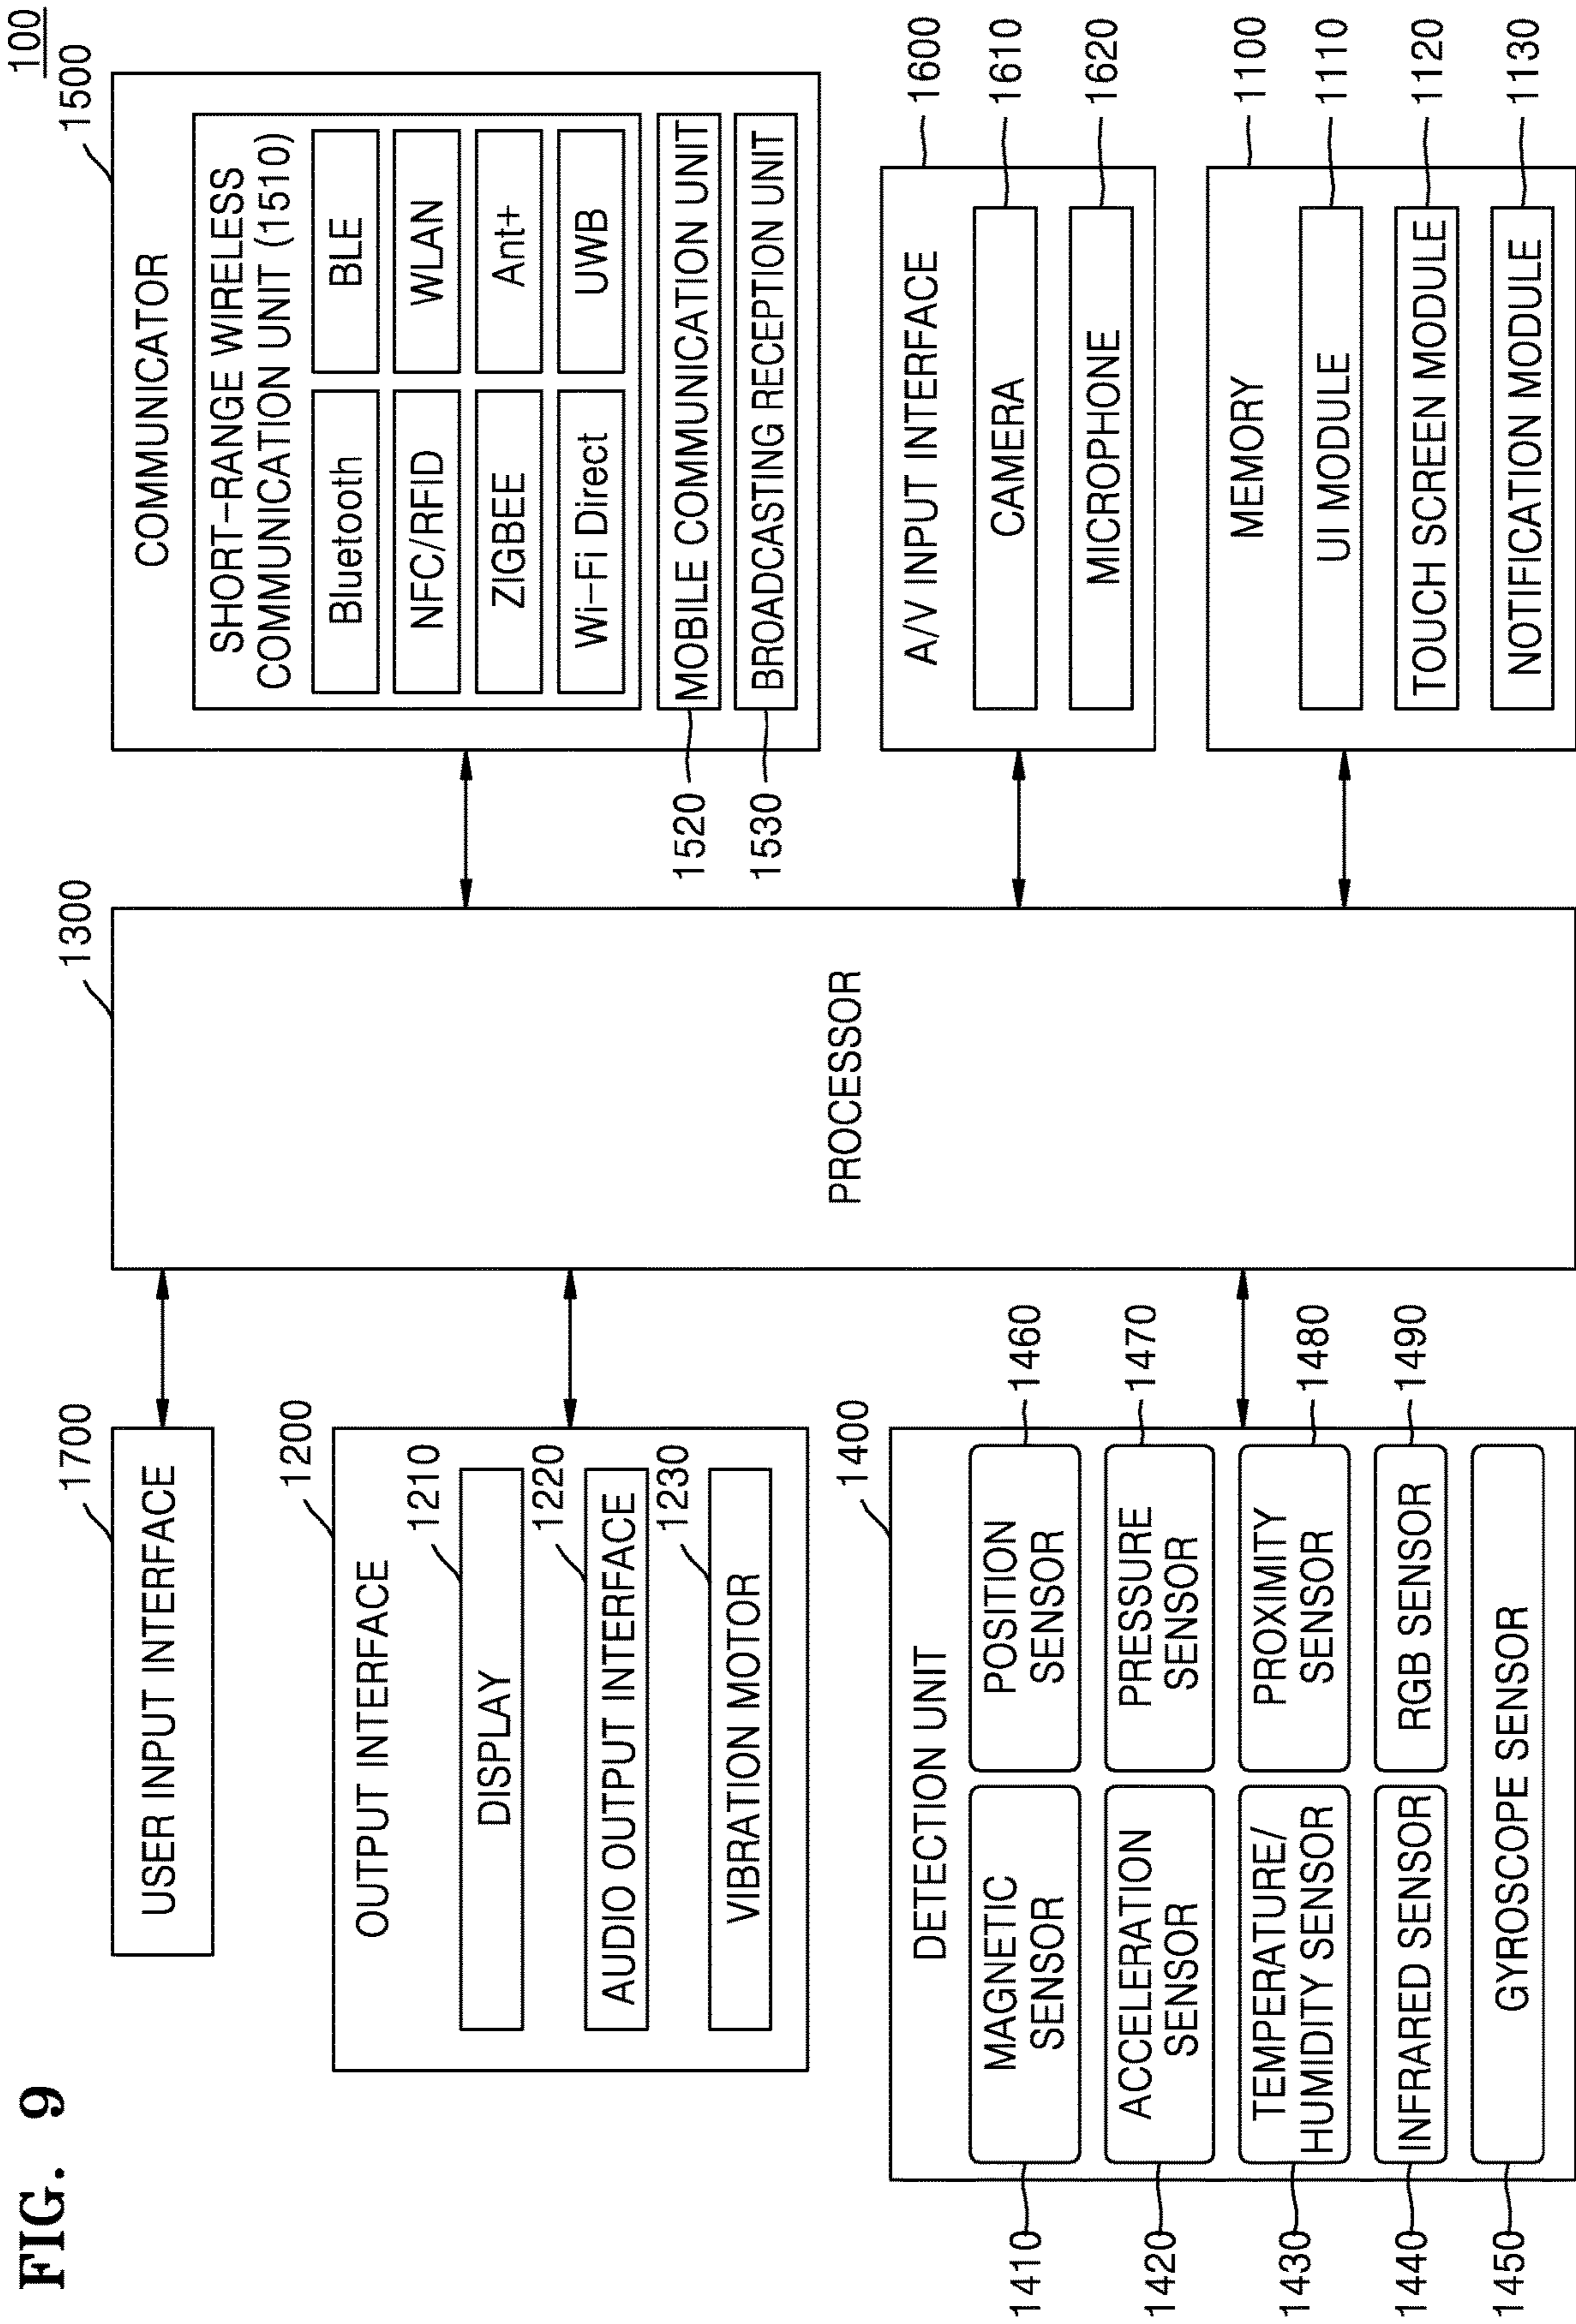 FIG. 9
100
1700
USER INPUT INTERFACE
1200
OUTPUT INTERFACE
1210
DISPLAY
1220
AUDIO OUTPUT INTERFACE
1230
VIBRATION MOTOR
1400
DETECTION UNIT
1410
MAGNETIC
SENSOR
POSITION
SENSOR
1460
1420
ACCELERATION
SENSOR
PRESSURE
SENSOR
1470
1430
TEMPERATURE/
HUMIDITY SENSOR
PROXIMITY
SENSOR
1480
1440
INFRARED SENSOR
RGB SENSOR
1490
1450
GYROSCOPE SENSOR
1300
PROCESSOR
1500
COMMUNICATOR
SHORT-RANGE WIRELESS
COMMUNICATION UNIT (1510)
Bluetooth
BLE
NFC/RFID
WLAN
ZIGBEE
Ant+
Wi-Fi Direct
UWB
1520
MOBILE COMMUNICATION UNIT
1530
BROADCASTING RECEPTION UNIT
A/V INPUT INTERFACE
1600
CAMERA
1610
MICROPHONE
1620
MEMORY
1100
UI MODULE
1110
TOUCH SCREEN MODULE
1120
NOTIFICATION MODULE
1130